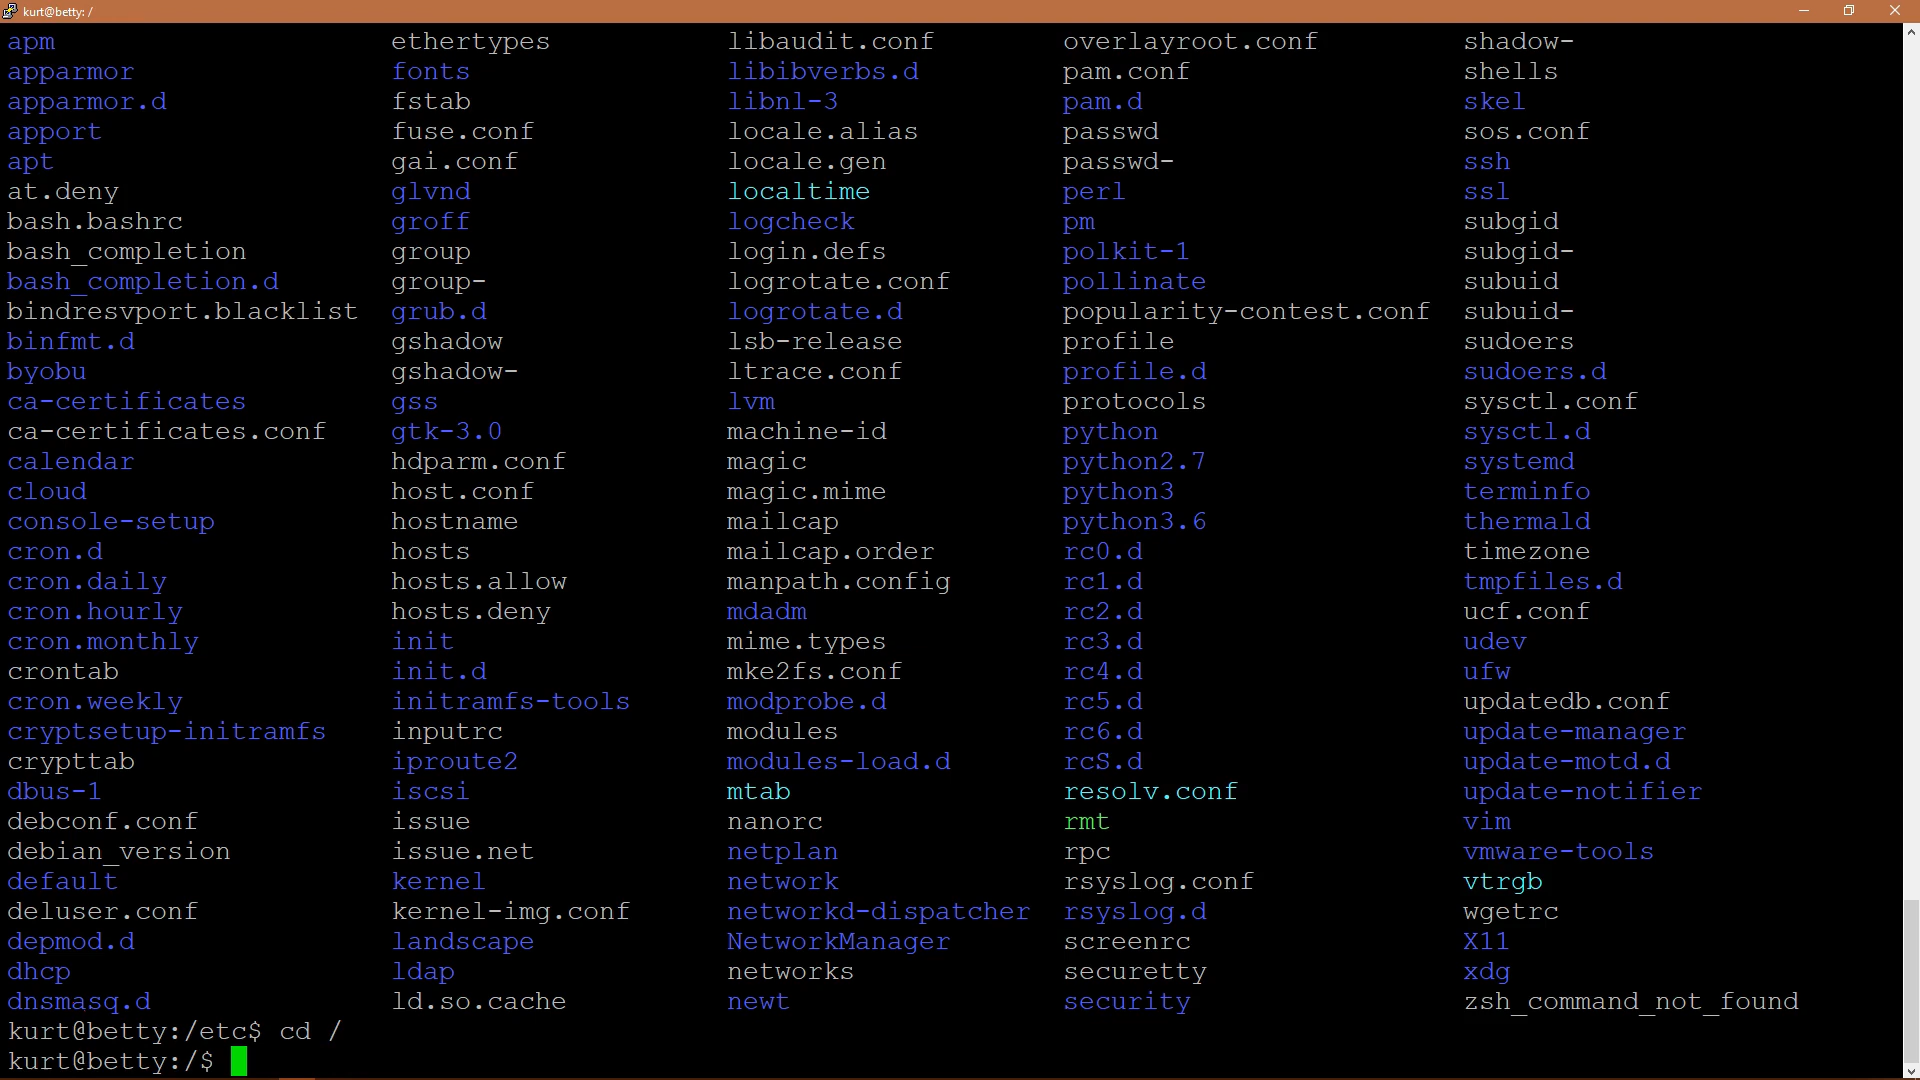 kurt@betty: /
apm ethertypes libaudit.conf overlayroot.conf shadow-
apparmor fonts libibverbs.d pam.conf shells
apparmor.d fstab libnl-3 pam.d skel
apport fuse.conf locale.alias passwd sos.conf
apt gai.conf locale.gen passwd- ssh
at.deny glvnd localtime perl ssl
bash.bashrc groff logcheck pm subgid
bash_completion group login.defs polkit-1 subgid-
bash_completion.d group- logrotate.conf pollinate subuid
bindresvport.blacklist grub.d logrotate.d popularity-contest.conf subuid-
binfmt.d gshadow lsb-release profile sudoers
byobu gshadow- ltrace.conf profile.d sudoers.d
ca-certificates gss lvm protocols sysctl.conf
ca-certificates.conf gtk-3.0 machine-id python sysctl.d
calendar hdparm.conf magic python2.7 systemd
cloud host.conf magic.mime python3 terminfo
console-setup hostname mailcap python3.6 thermald
cron.d hosts mailcap.order rc0.d timezone
cron.daily hosts.allow manpath.config rc1.d tmpfiles.d
cron.hourly hosts.deny mdadm rc2.d ucf.conf
cron.monthly init mime.types rc3.d udev
crontab init.d mke2fs.conf rc4.d ufw
cron.weekly initramfs-tools modprobe.d rc5.d updatedb.conf
cryptsetup-initramfs inputrc modules rc6.d update-manager
crypttab iproute2 modules-load.d rcS.d update-motd.d
dbus-1 iscsi mtab resolv.conf update-notifier
debconf.conf issue nanorc rmt vim
debian_version issue.net netplan rpc vmware-tools
default kernel network rsyslog.conf vtrgb
deluser.conf kernel-img.conf networkd-dispatcher rsyslog.d wgetrc
depmod.d landscape NetworkManager screenrc X11
dhcp ldap networks securetty xdg
dnsmasq.d ld.so.cache newt security zsh_command_not_found
kurt@betty:/etc$ cd /
kurt@betty:/$